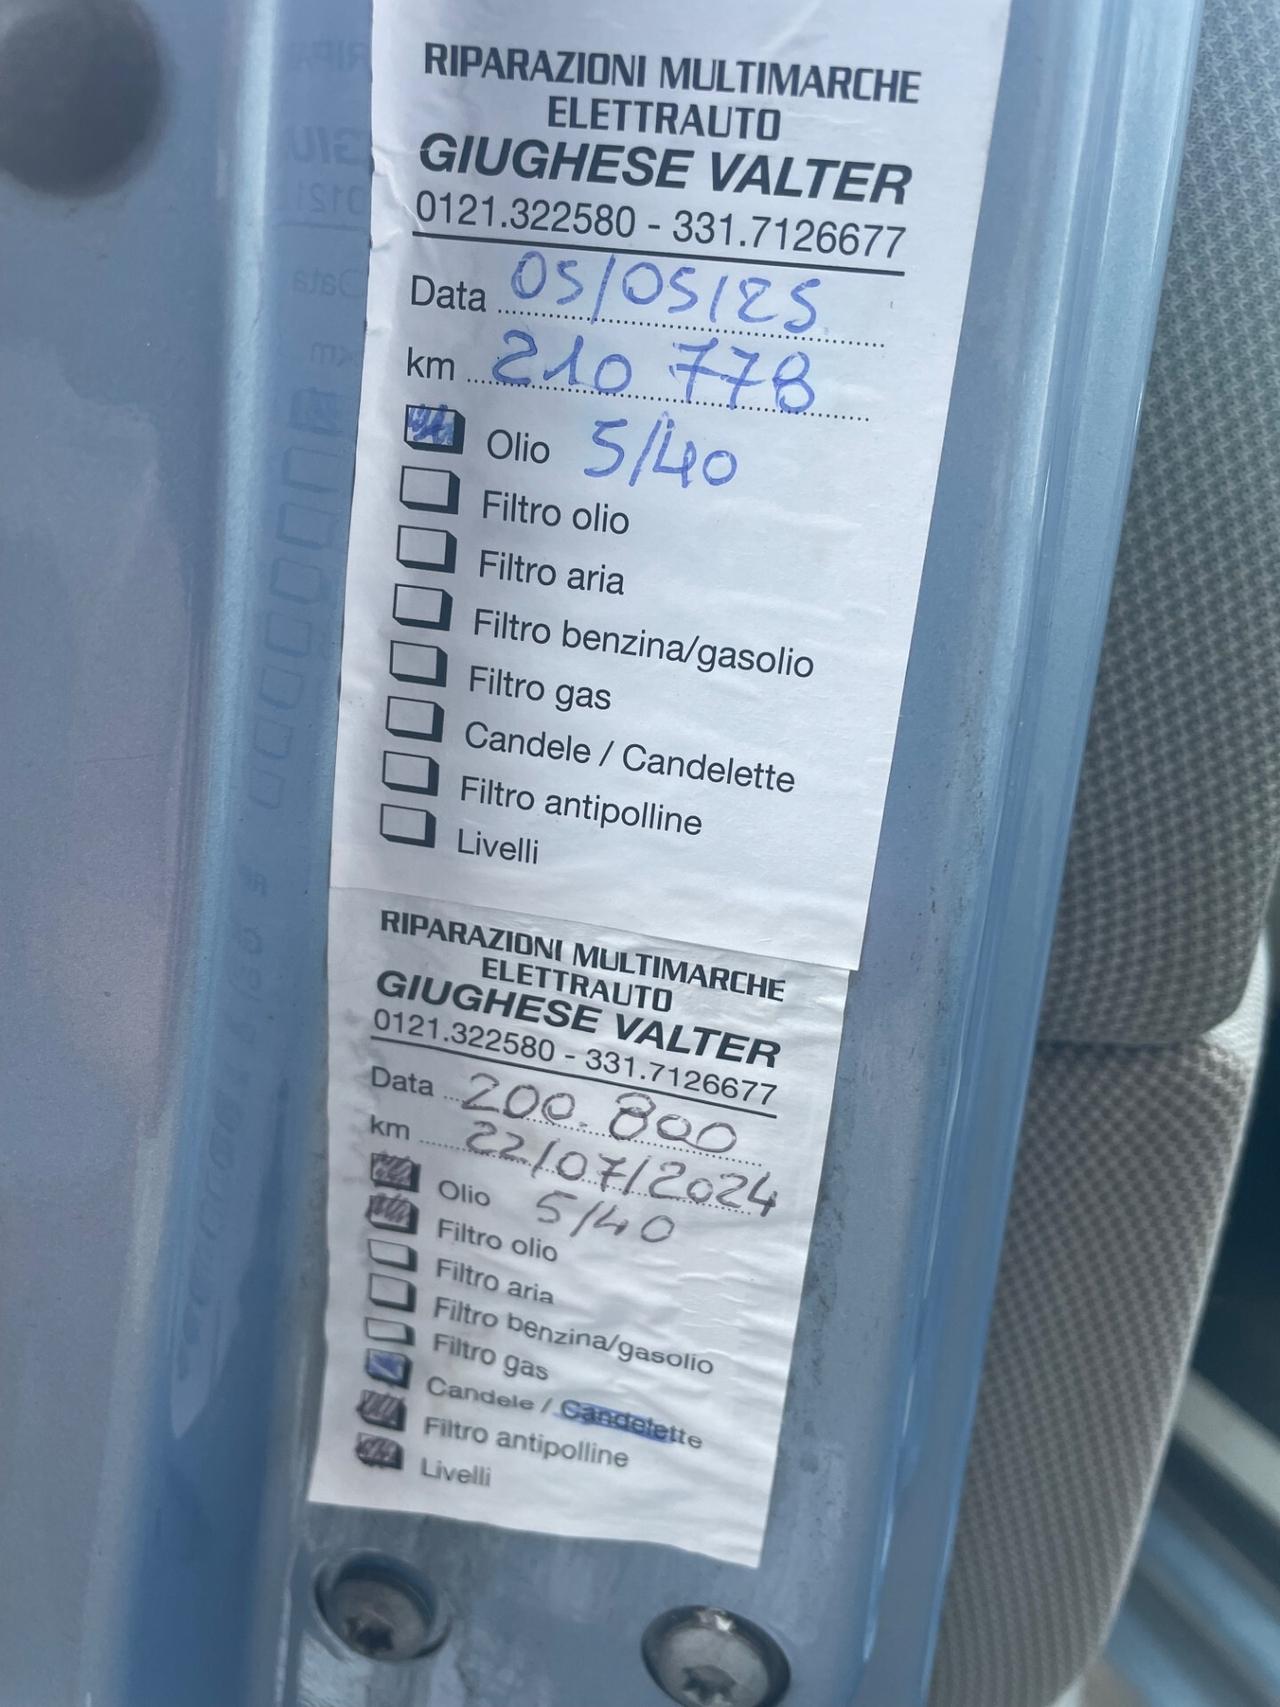 RIPARAZIONI MULTIMARCHE
ELETTRAUTO
GIUGHESE VALTER
0121.322580 - 331.7126677
Data 05/05/25
km 210 778
Olio 5/40
Filtro olio
Filtro aria
Filtro benzina/gasolio
Filtro gas
Candele / Candelette
Filtro antipolline
Livelli
RIPARAZIONI MULTIMARCHE
ELETTRAUTO
GIUGHESE VALTER
0121.322580 - 331.7126677
Data 200.800
km 22/07/2024
Olio 5/40
Filtro olio
Filtro aria
Filtro benzina/gasolio
Filtro gas
Candele / Candelette
Filtro antipolline
Livelli